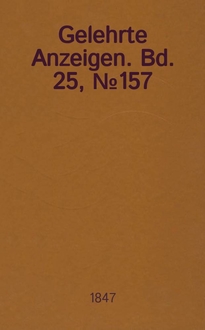 Gelehrte
Anzeigen. Bd.
25, №157
1847